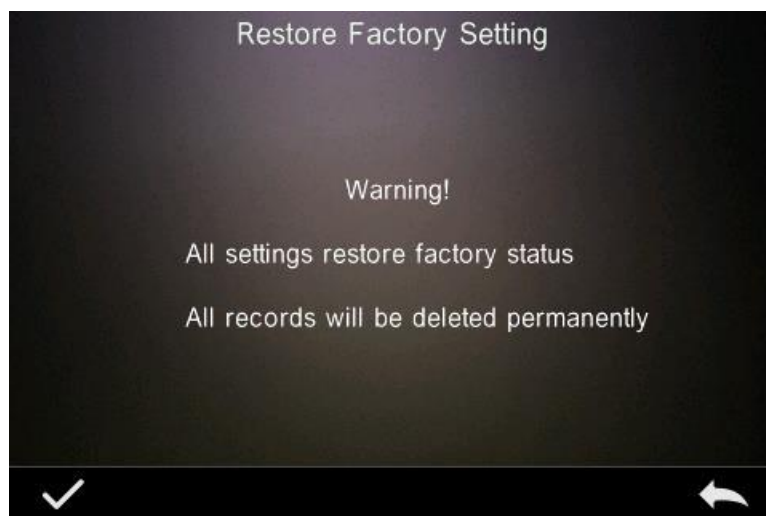 Restore Factory Setting
Warning!
All settings restore factory status
All records will be deleted permanently